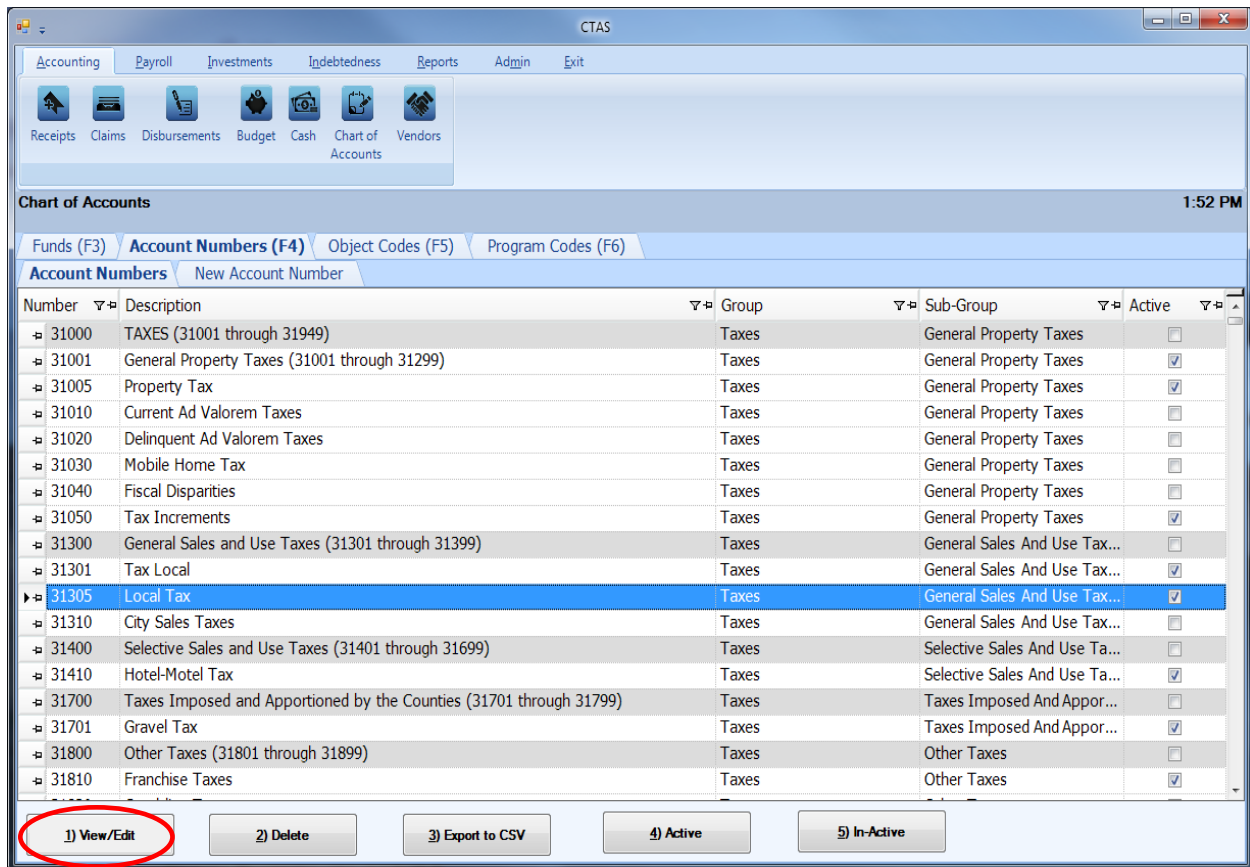 CTAS
Accounting Payroll Investments Indebtedness Reports Admin Exit
Receipts Claims Disbursements Budget Cash Chart of Accounts Vendors
Chart of Accounts 1:52 PM
Funds (F3) Account Numbers (F4) Object Codes (F5) Program Codes (F6)
Account Numbers New Account Number
Number Description Group Sub-Group Active
31000 TAXES (31001 through 31949) Taxes General Property Taxes
31001 General Property Taxes (31001 through 31299) Taxes General Property Taxes
31005 Property Tax Taxes General Property Taxes
31010 Current Ad Valorem Taxes Taxes General Property Taxes
31020 Delinquent Ad Valorem Taxes Taxes General Property Taxes
31030 Mobile Home Tax Taxes General Property Taxes
31040 Fiscal Disparities Taxes General Property Taxes
31050 Tax Increments Taxes General Property Taxes
31300 General Sales and Use Taxes (31301 through 31399) Taxes General Sales And Use Tax...
31301 Tax Local Taxes General Sales And Use Tax...
31305 Local Tax Taxes General Sales And Use Tax...
31310 City Sales Taxes Taxes General Sales And Use Tax...
31400 Selective Sales and Use Taxes (31401 through 31699) Taxes Selective Sales And Use Ta...
31410 Hotel-Motel Tax Taxes Selective Sales And Use Ta...
31700 Taxes Imposed and Apportioned by the Counties (31701 through 31799) Taxes Taxes Imposed And Appor...
31701 Gravel Tax Taxes Taxes Imposed And Appor...
31800 Other Taxes (31801 through 31899) Taxes Other Taxes
31810 Franchise Taxes Taxes Other Taxes
1) View/Edit 2) Delete 3) Export to CSV 4) Active 5) In-Active